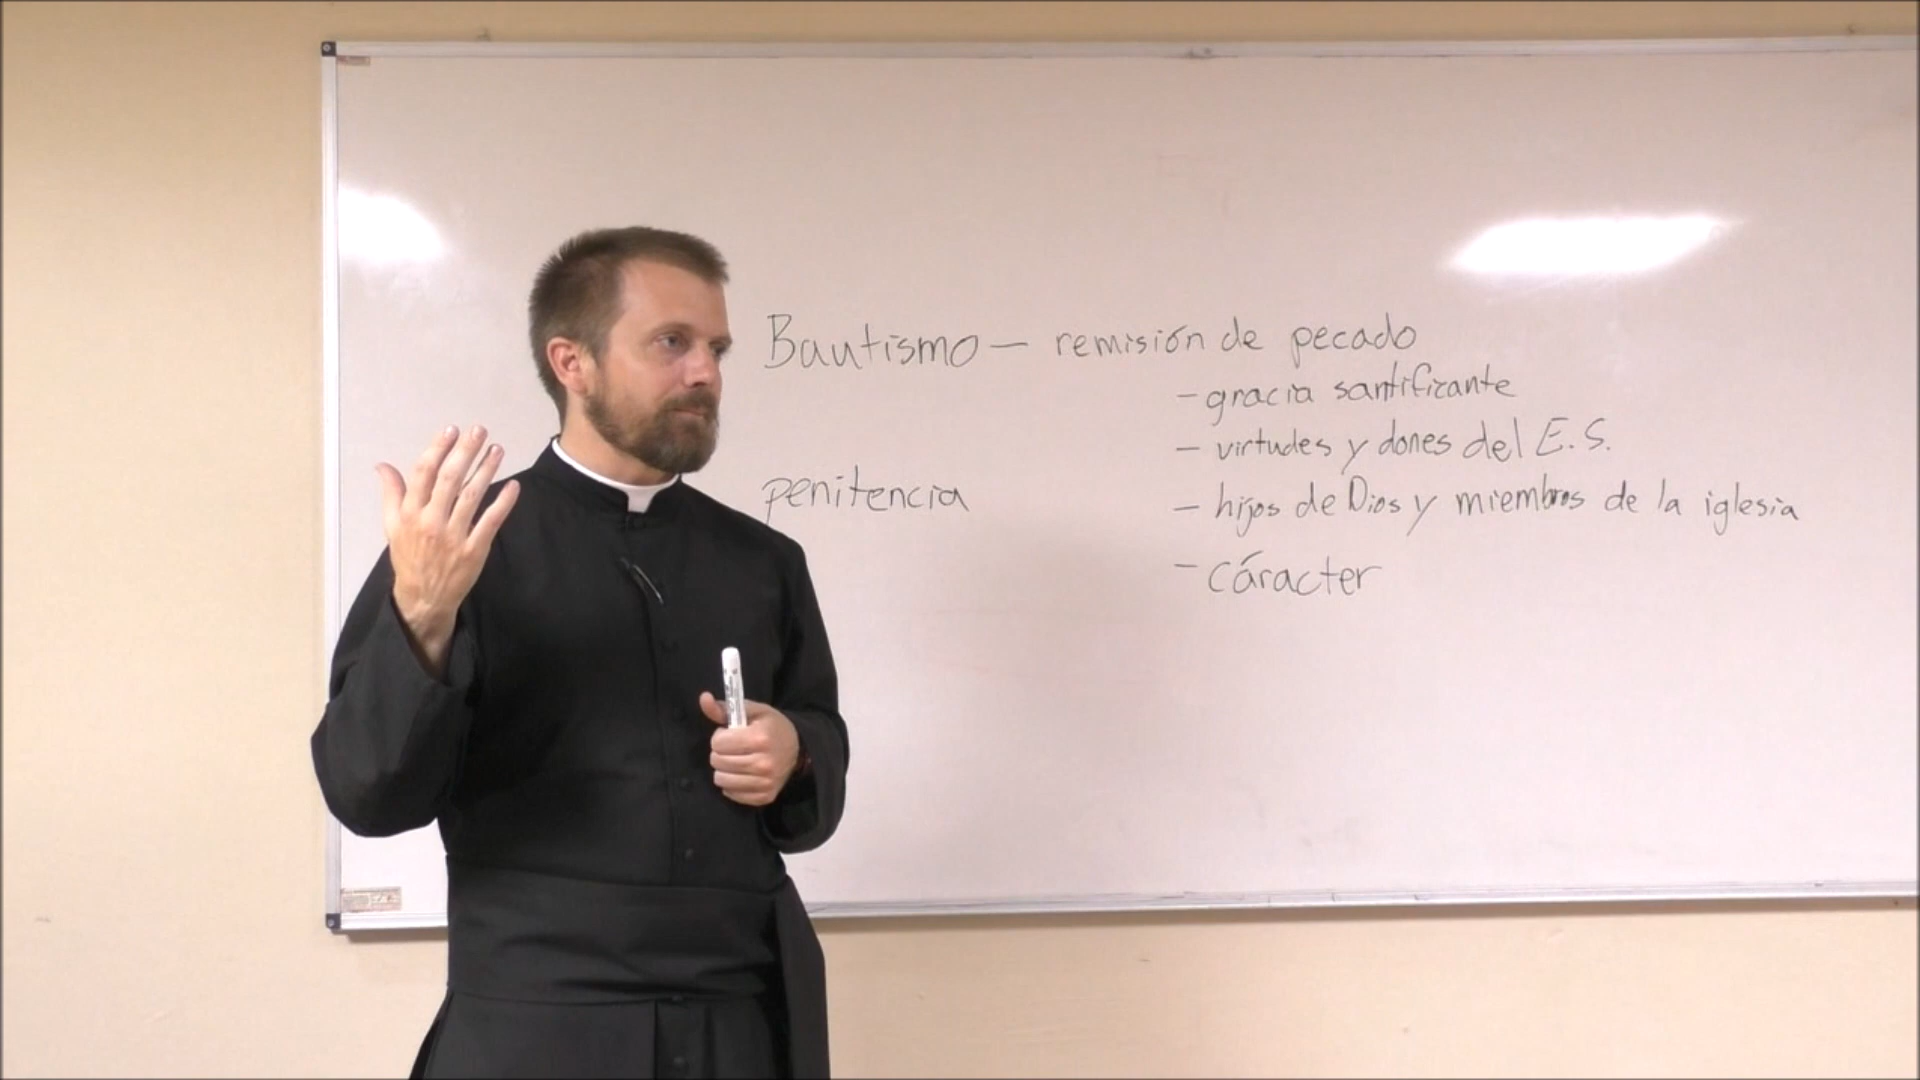 Bautismo — remisión de pecado
- gracia santificante
- virtudes y dones del E.S.
penitencia
- hijos de Dios y miembros de la iglesia
- cáracter